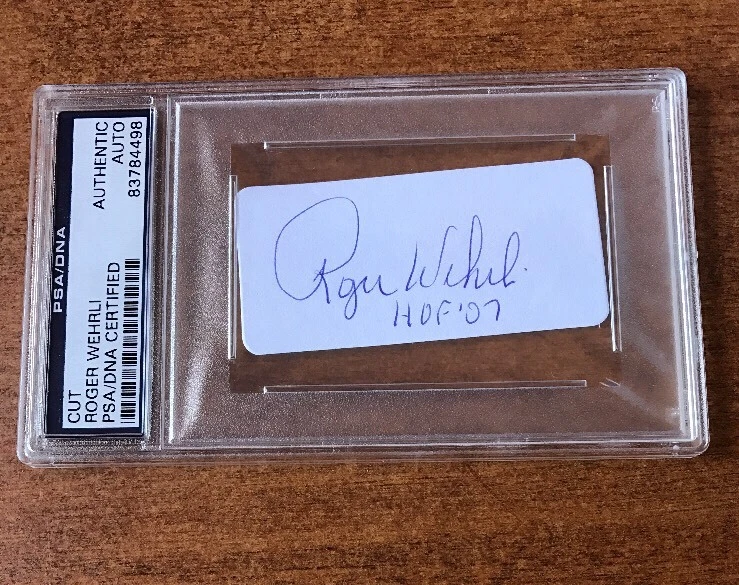 PSA/DNA
CUT
ROGER WEHRLI
PSA/DNA CERTIFIED
AUTHENTIC
AUTO
83784498
Roger Wehrli
HOF '07